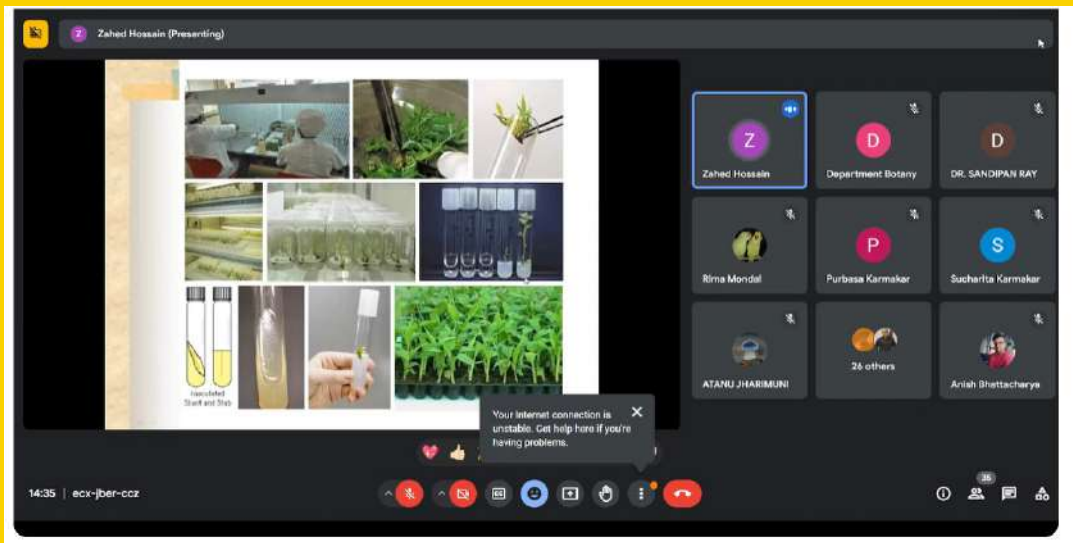 Z Zahed Hossain (Presenting)
Inoculated
Slant and Stab
Z
Zahed Hossain
D
Department Botany
D
DR. SANDIPAN RAY
Rima Mondal
P
Purbasa Karmakar
S
Sucharita Karmakar
ATANU JHARIMUNI
26 others
Anish Bhattacharya
Your internet connection is
unstable. Get help here if you're
having problems.
14:35 | ecx-jber-ccz
36